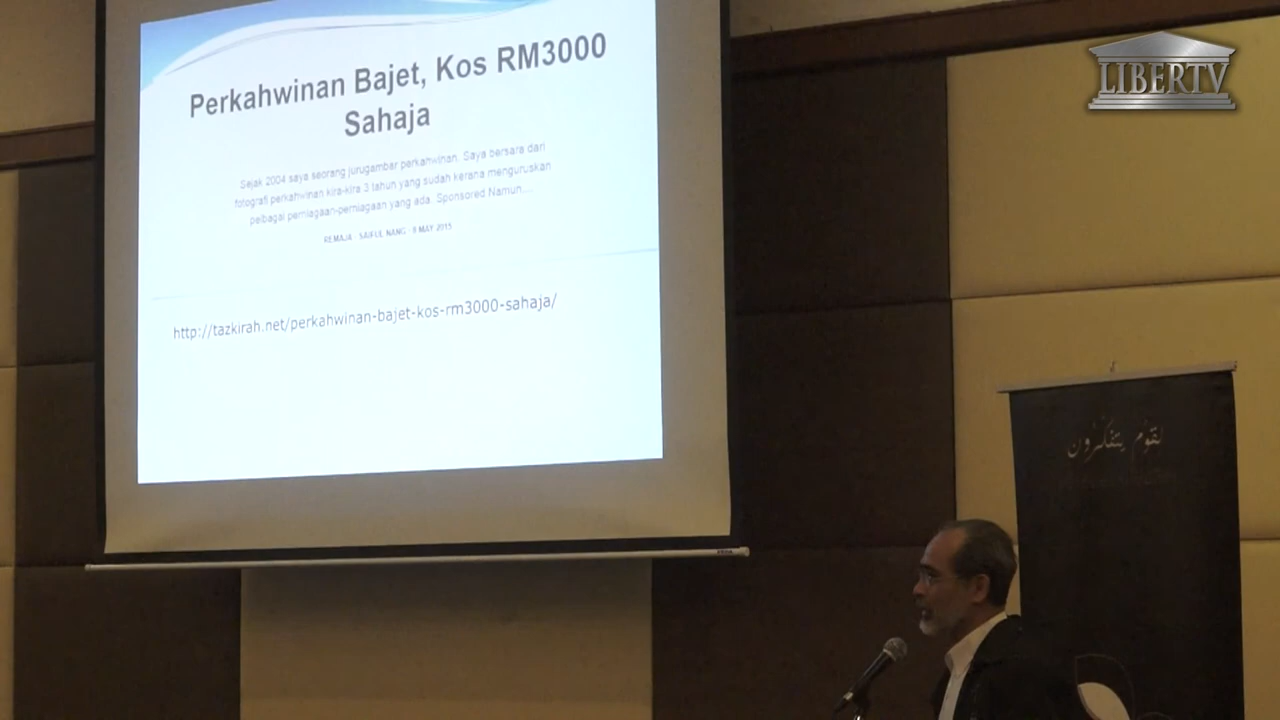 Perkahwinan Bajet, Kos RM3000
Sahaja
Sejak 2004 saya seorang jurugambar perkahwinan. Saya bersara dari
fotografi perkahwinan kira-kira 3 tahun yang sudah kerana menguruskan
pelbagai perniagaan-perniagaan yang ada. Sponsored Namun....
REMAJA - SAIFUL NANG - 8 MAY 2015
http://tazkirah.net/perkahwinan-bajet-kos-rm3000-sahaja/
LIBERTV
لقوم يتفكرون